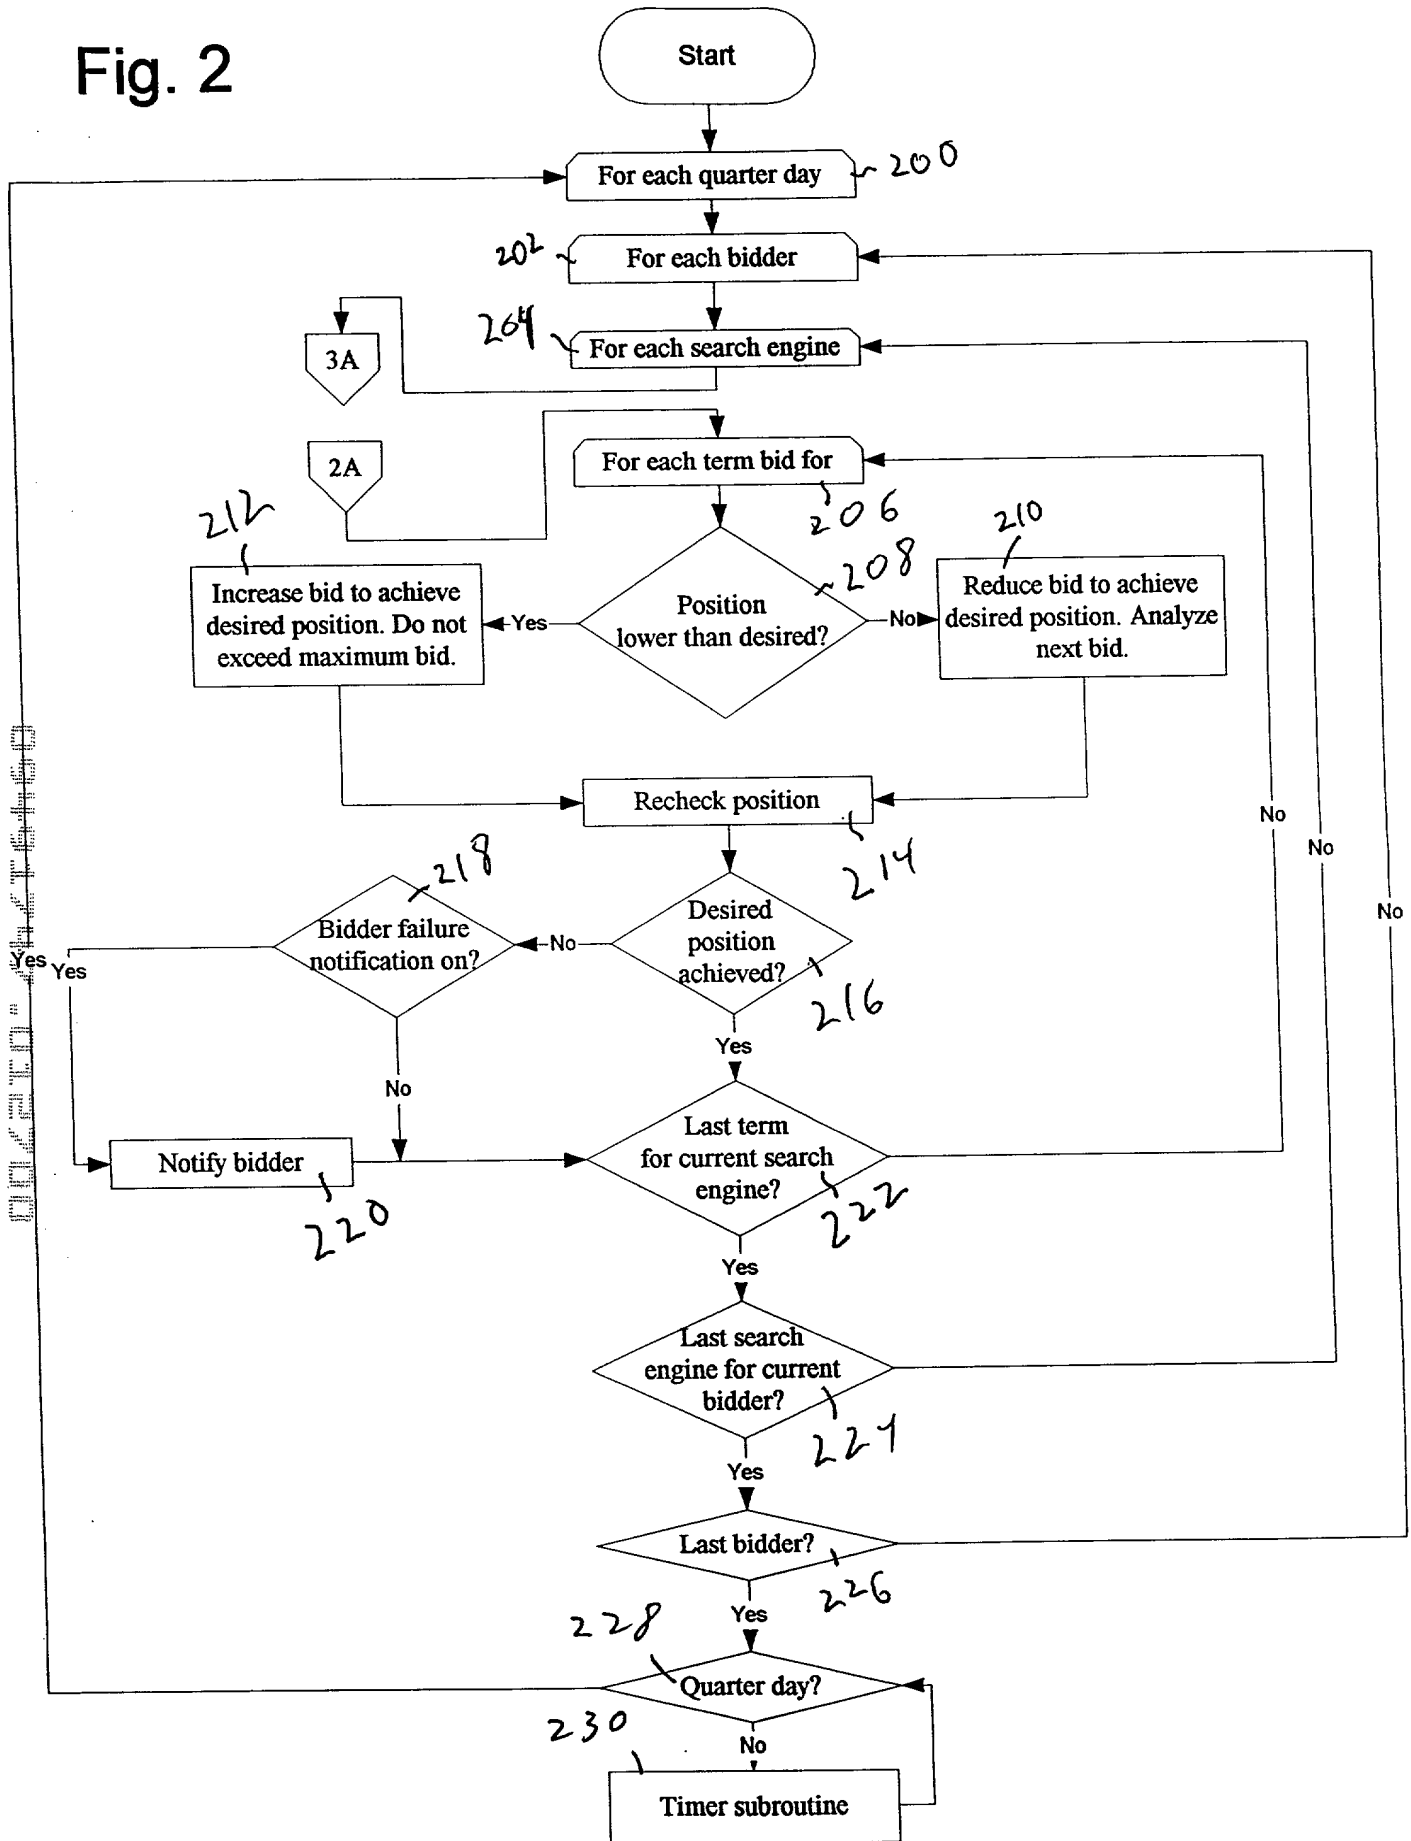 Fig. 2
Start
For each quarter day
200
202
For each bidder
204
For each search engine
3A
2A
For each term bid for
206
212
210
208
Increase bid to achieve
desired position. Do not
exceed maximum bid.
Yes
Position
lower than desired?
No
Reduce bid to achieve
desired position. Analyze
next bid.
Recheck position
214
No
No
No
218
Bidder failure
notification on?
No
Desired
position
achieved?
216
Yes
Yes
Yes
No
Notify bidder
220
Last term
for current search
engine?
222
Yes
Last search
engine for current
bidder?
224
Yes
Last bidder?
226
Yes
228
Quarter day?
230
No
Timer subroutine